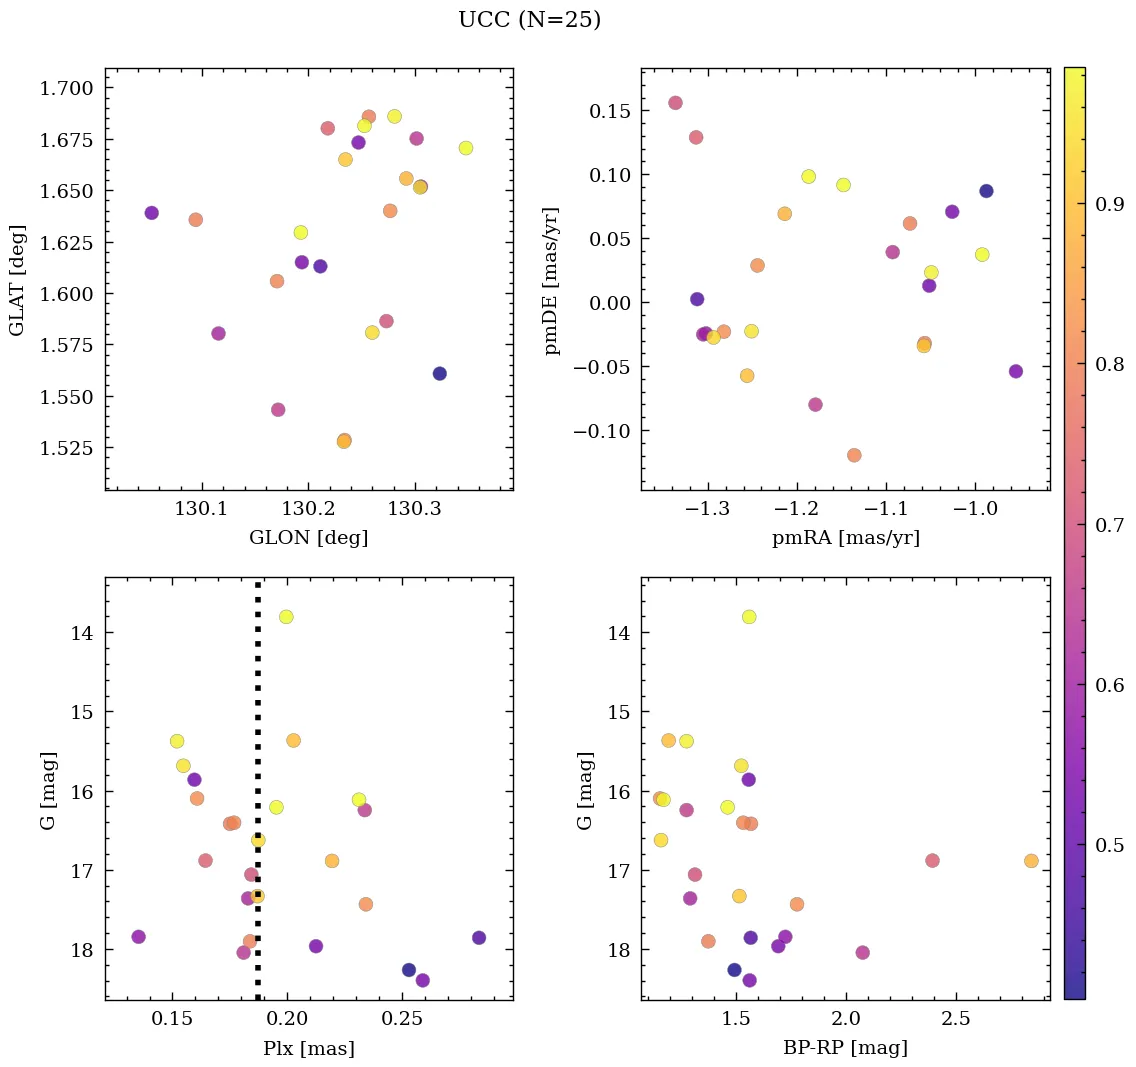 UCC (N=25)
1.700
1.675
1.650
1.625
1.600
1.575
1.550
1.525
GLAT [deg]
130.1 130.2 130.3
GLON [deg]
0.15
0.10
0.05
0.00
−0.05
−0.10
pmDE [mas/yr]
−1.3 −1.2 −1.1 −1.0
pmRA [mas/yr]
0.9
0.8
0.7
0.6
0.5
14
15
16
17
18
G [mag]
0.15 0.20 0.25
Plx [mas]
14
15
16
17
18
G [mag]
1.5 2.0 2.5
BP-RP [mag]